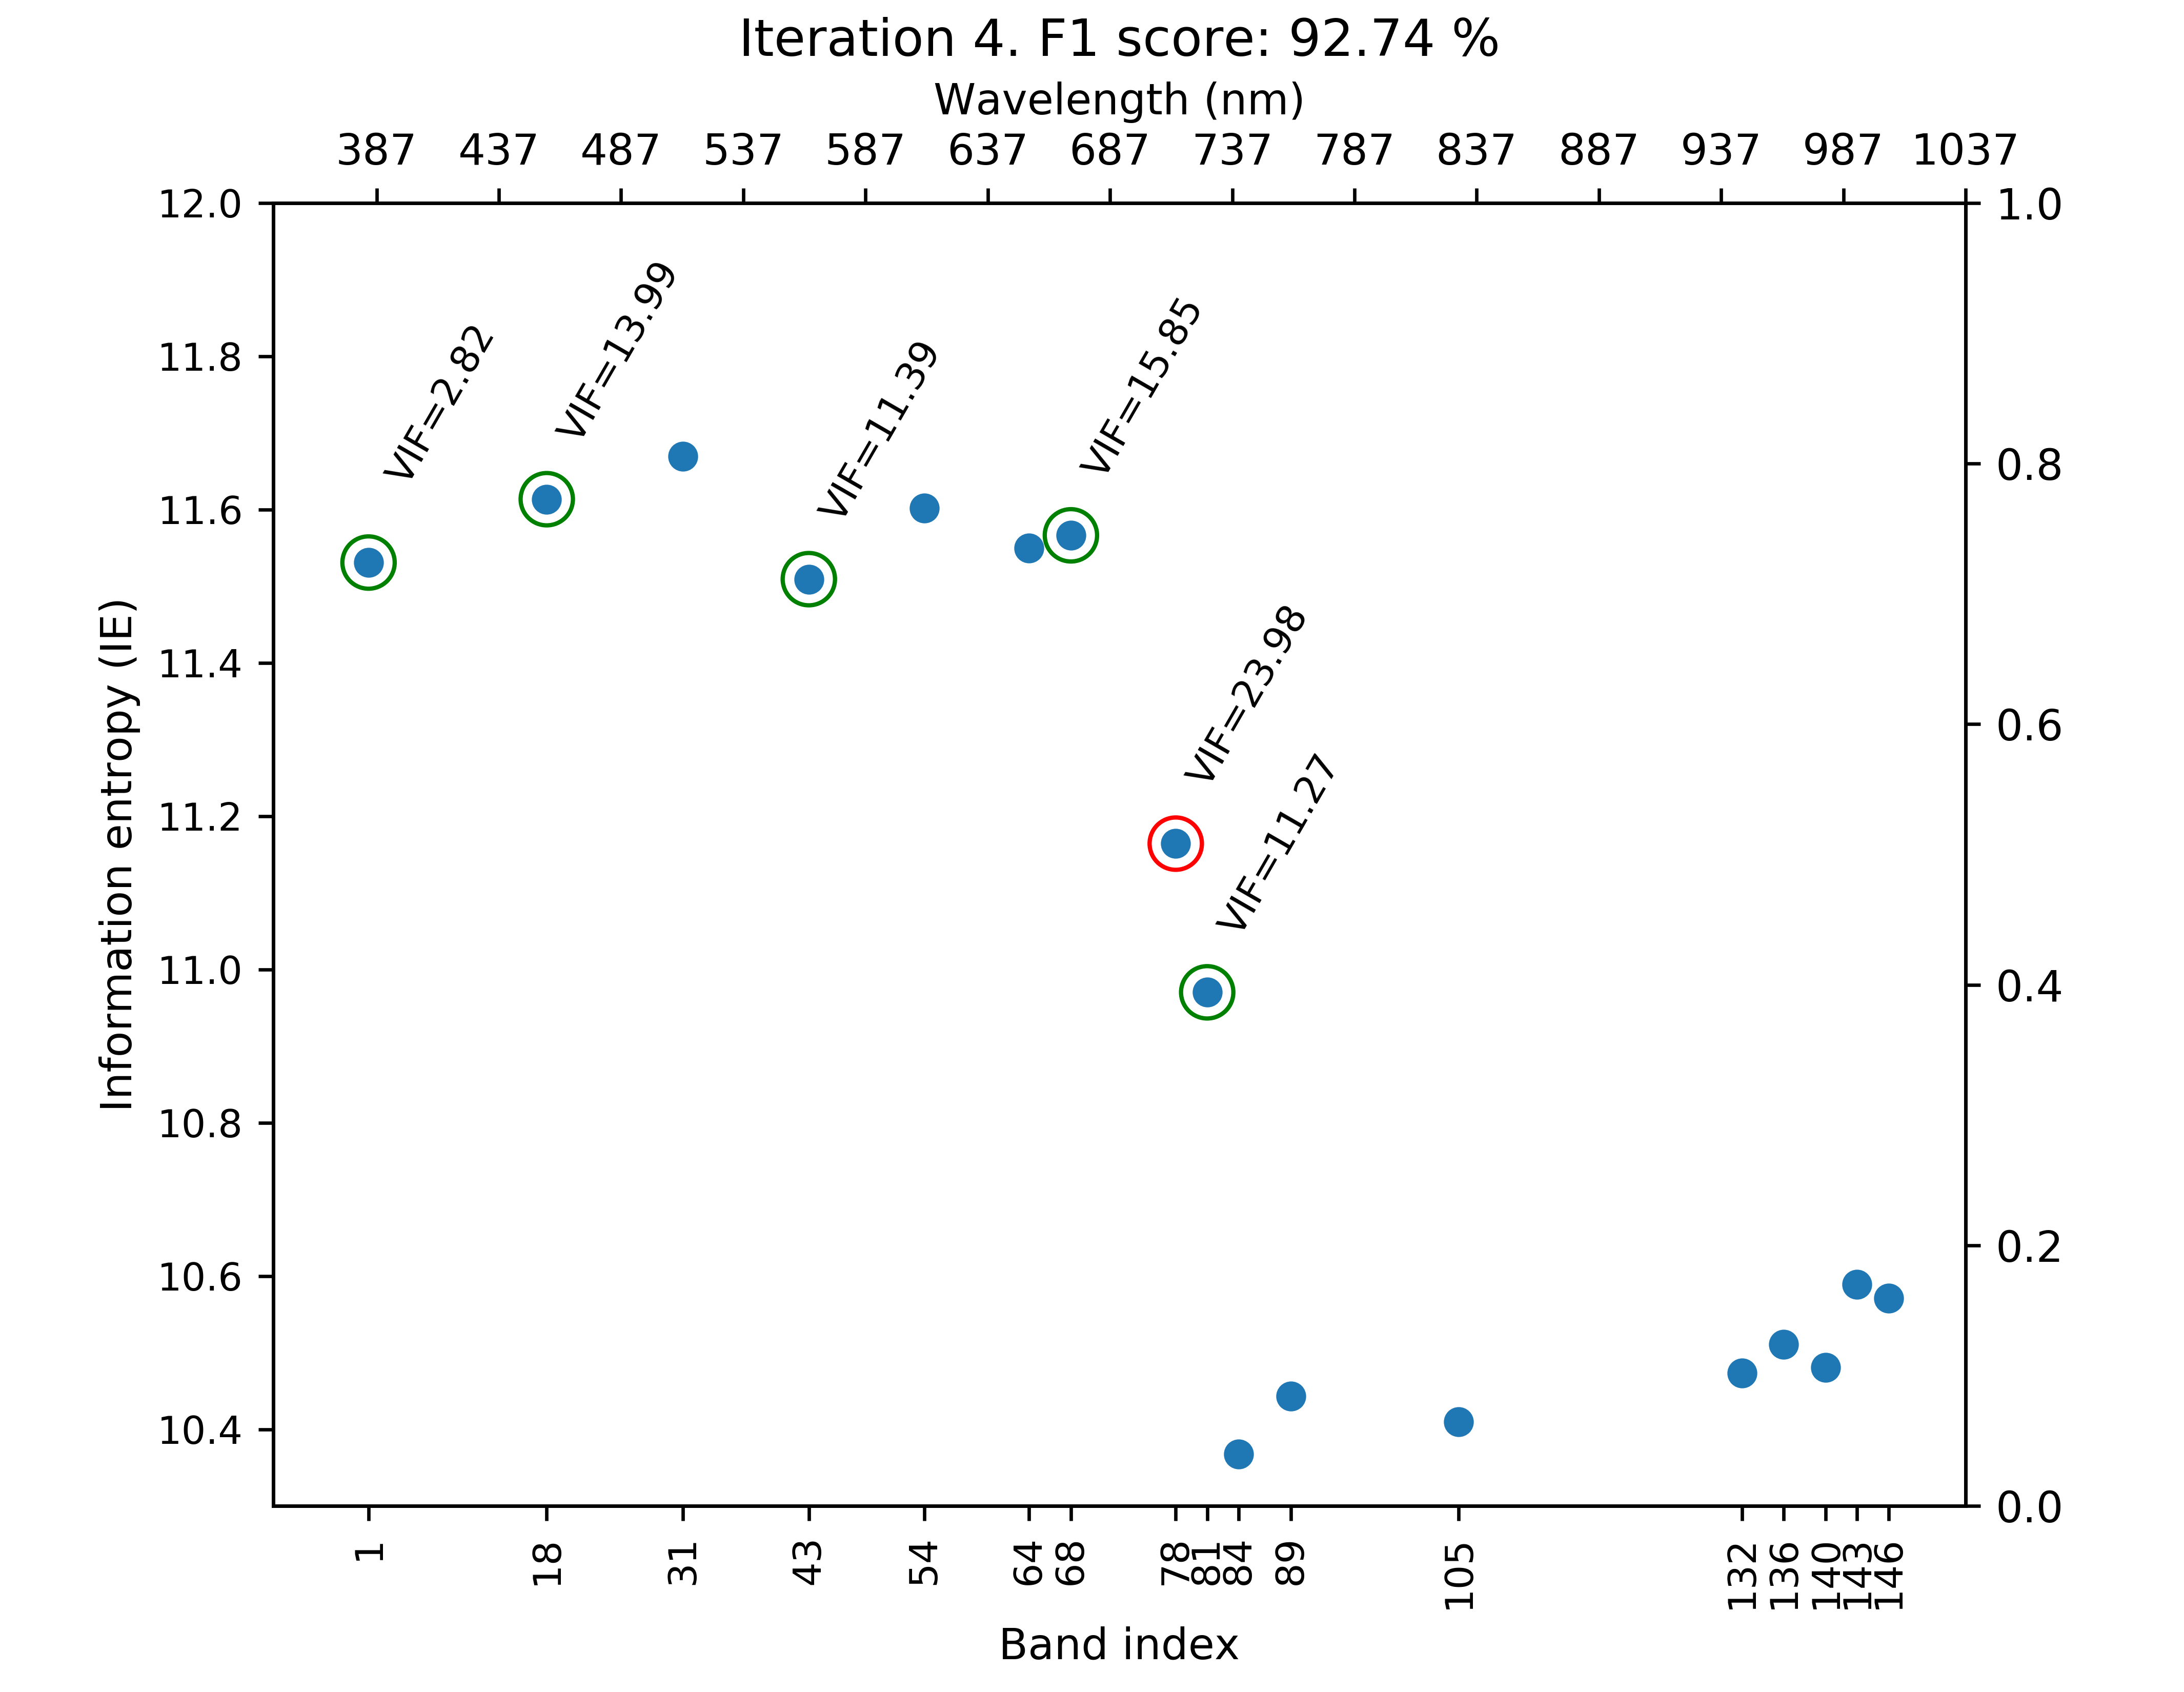 Iteration 4. F1 score: 92.74 %
Wavelength (nm)
387 437 487 537 587 637 687 737 787 837 887 937 987 1037
12.0
11.8
11.6
11.4
11.2
11.0
10.8
10.6
10.4
Information entropy (IE)
VIF=2.82
VIF=13.99
VIF=11.39
VIF=15.85
VIF=23.98
VIF=11.27
1.0
0.8
0.6
0.4
0.2
0.0
1 18 31 43 54 64 68 78 81 84 89 105 132 136 140 143 146
Band index